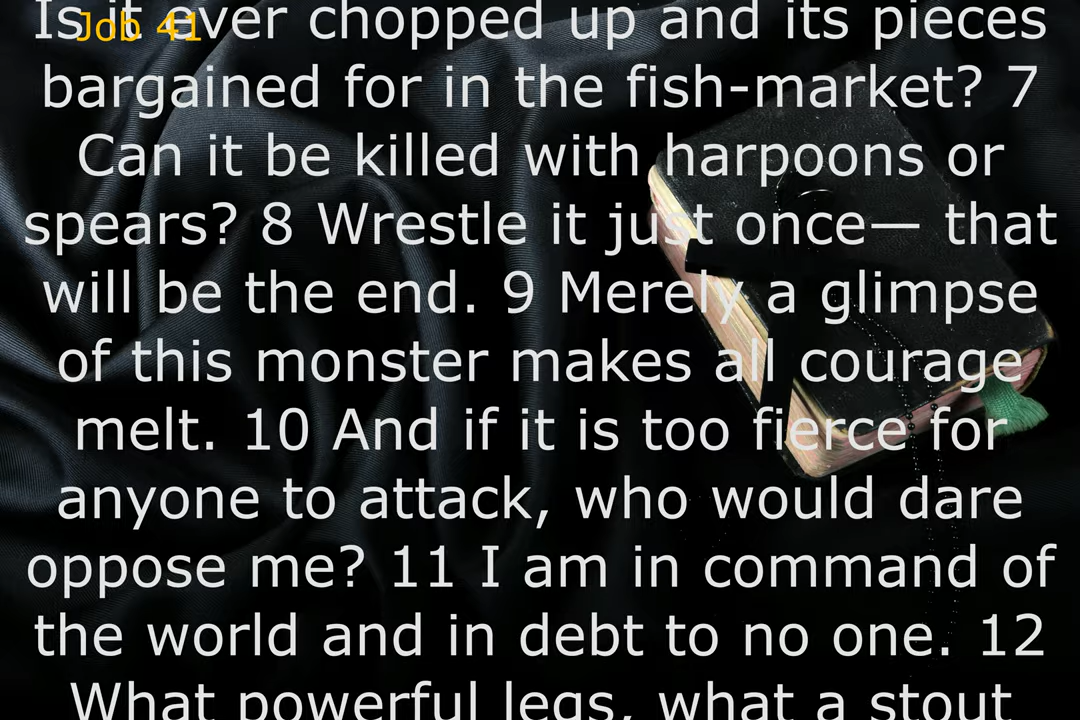 Job 41
Is it ever chopped up and its pieces
bargained for in the fish-market? 7
Can it be killed with harpoons or
spears? 8 Wrestle it just once— that
will be the end. 9 Merely a glimpse
of this monster makes all courage
melt. 10 And if it is too fierce for
anyone to attack, who would dare
oppose me? 11 I am in command of
the world and in debt to no one. 12
What powerful legs, what a stout